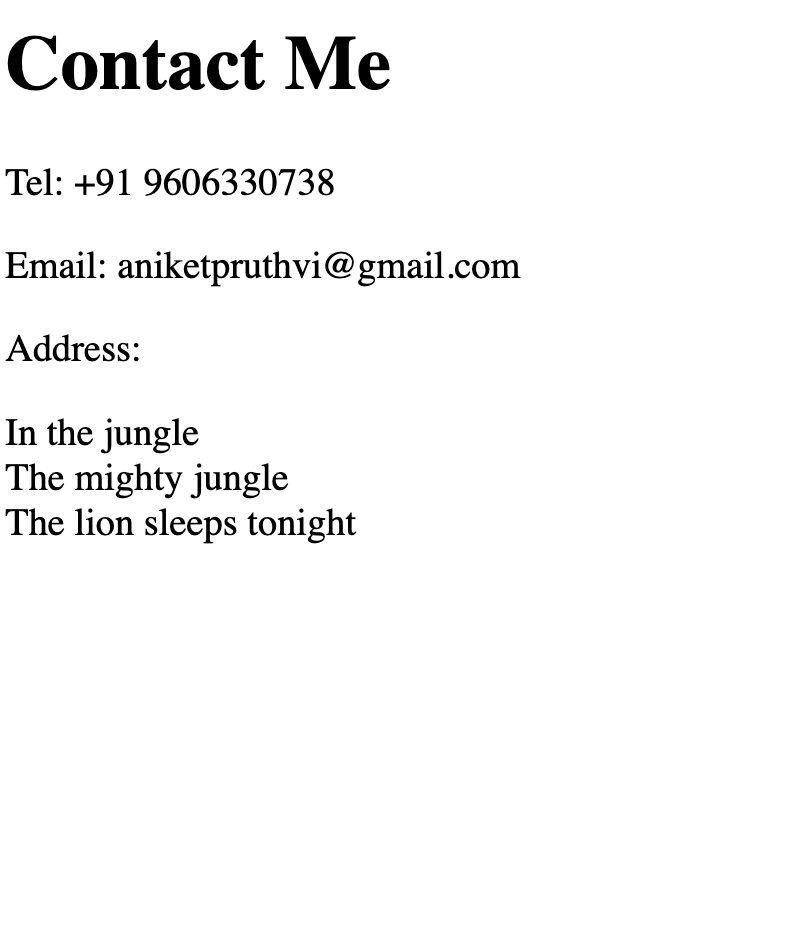 Contact Me
Tel: +91 9606330738
Email: aniketpruthvi@gmail.com
Address:
In the jungle
The mighty jungle
The lion sleeps tonight